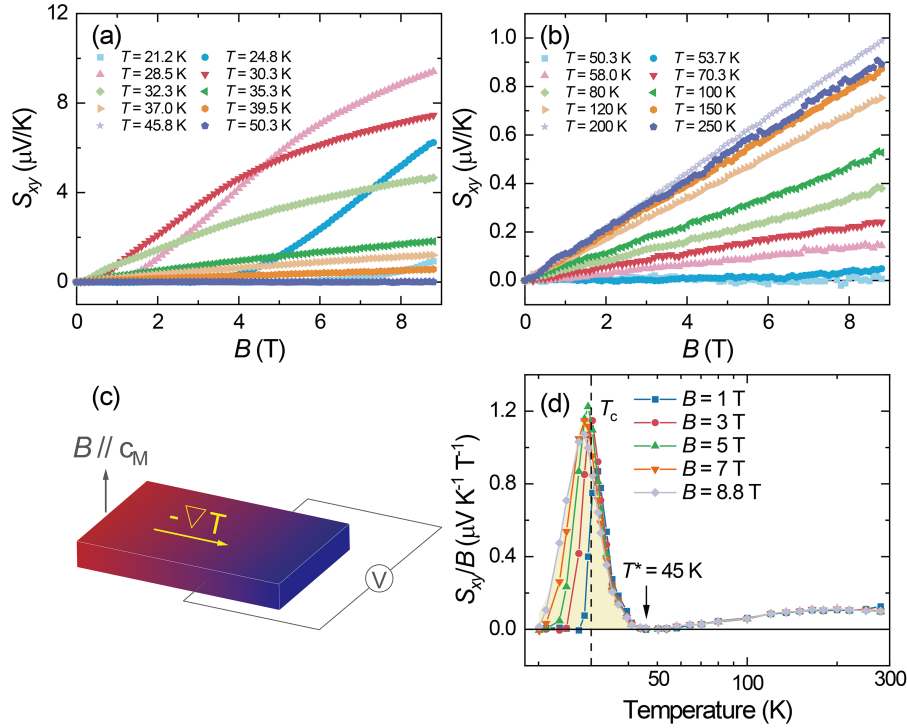 (a)
T = 21.2 K T = 24.8 K
T = 28.5 K T = 30.3 K
T = 32.3 K T = 35.3 K
T = 37.0 K T = 39.5 K
T = 45.8 K T = 50.3 K
12
8
4
0
Sxy (μV/K)
0 2 4 6 8
B (T)
(b)
T = 50.3 K T = 53.7 K
T = 58.0 K T = 70.3 K
T = 80 K T = 100 K
T = 120 K T = 150 K
T = 200 K T = 250 K
1.0
0.8
0.6
0.4
0.2
0.0
Sxy (μV/K)
0 2 4 6 8
B (T)
(c)
B // cM
- ▽ T
V
(d)
Tc
B = 1 T
B = 3 T
B = 5 T
B = 7 T
B = 8.8 T
T* = 45 K
1.2
0.8
0.4
0.0
Sxy/B (μV K-1 T-1)
50 100 300
Temperature (K)